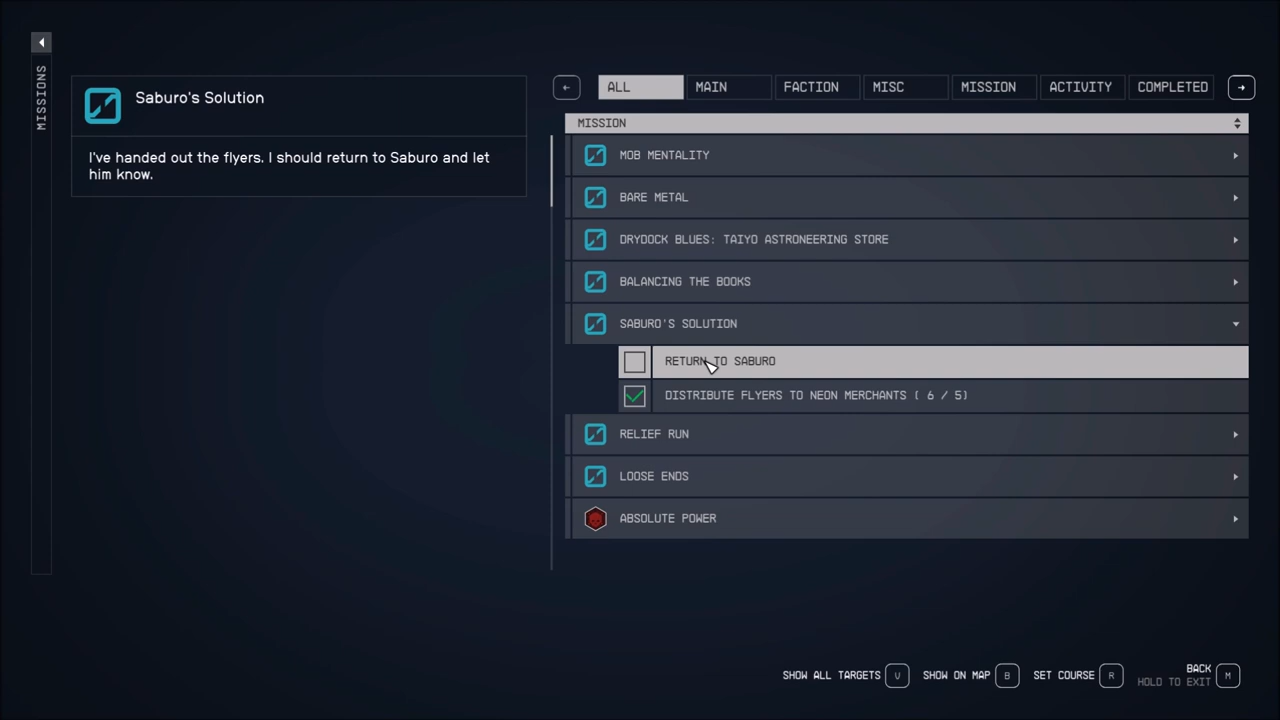 MISSIONS
Saburo's Solution
I've handed out the flyers. I should return to Saburo and let
him know.
ALL
MAIN
FACTION
MISC
MISSION
ACTIVITY
COMPLETED
MISSION
MOB MENTALITY
BARE METAL
DRYDOCK BLUES: TAIYO ASTRONEERING STORE
BALANCING THE BOOKS
SABURO'S SOLUTION
RETURN TO SABURO
DISTRIBUTE FLYERS TO NEON MERCHANTS ( 6 / 5)
RELIEF RUN
LOOSE ENDS
ABSOLUTE POWER
SHOW ALL TARGETS V
SHOW ON MAP B
SET COURSE R
BACK
HOLD TO EXIT M